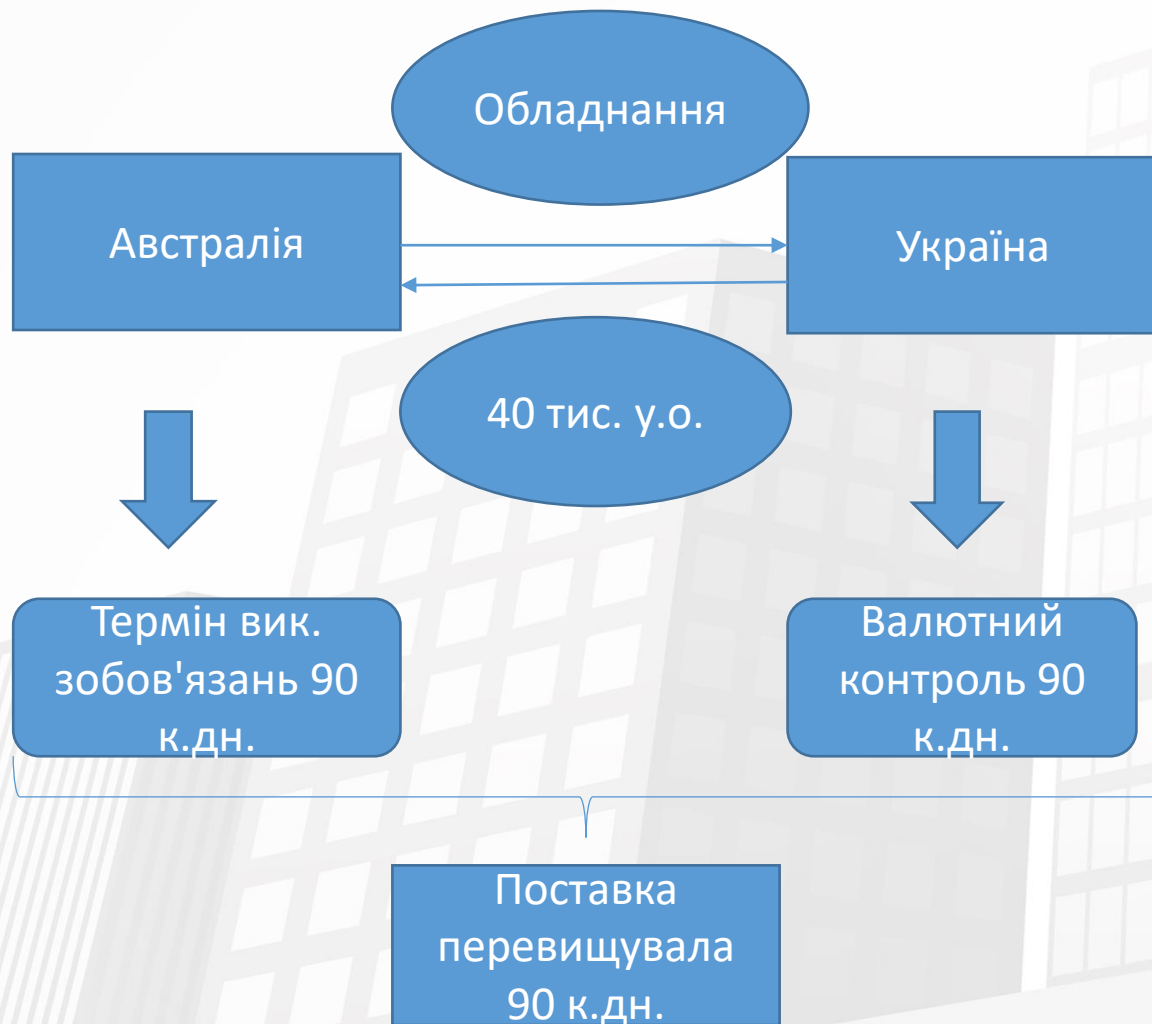 Обладнання
Австралія
Україна
40 тис. у.о.
Термін вик.
зобов'язань 90
к.дн.
Валютний
контроль 90
к.дн.
Поставка
перевищувала
90 к.дн.